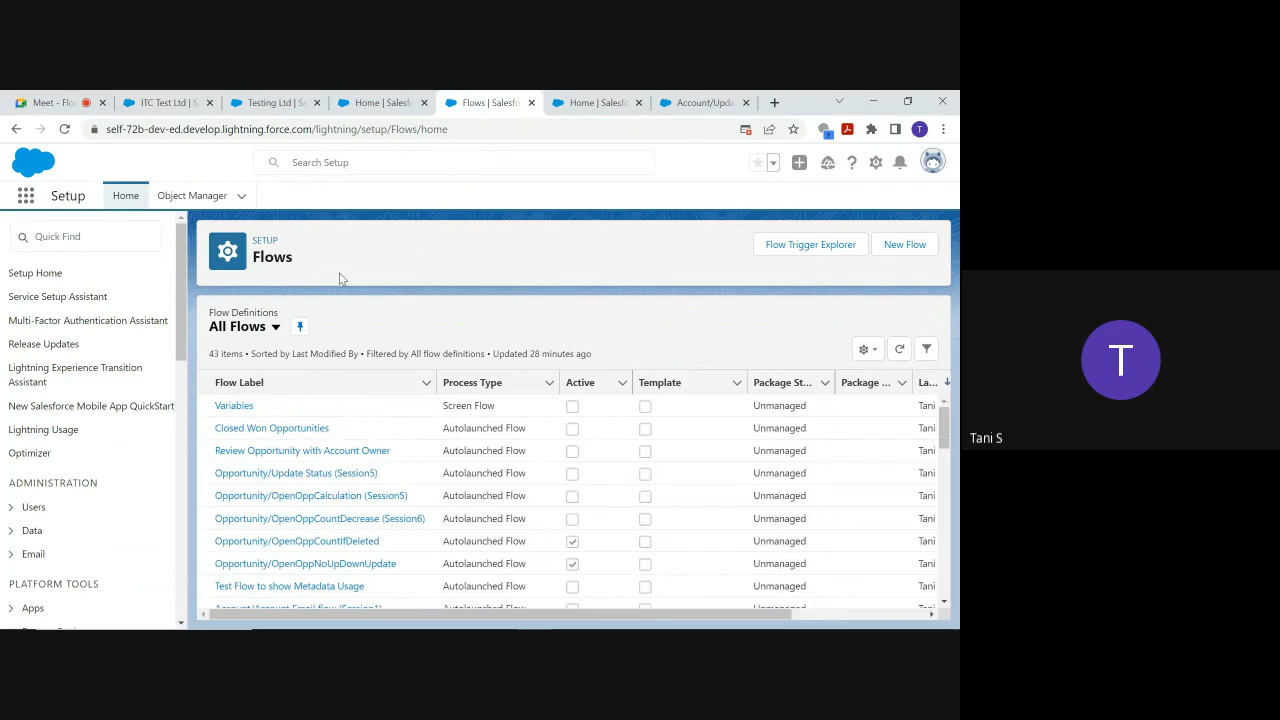 Meet - Flo
ITC Test Ltd | S
Testing Ltd | Sa
Home | Salesf
Flows | Salesfo
Home | Salesfo
Account/Upda
self-72b-dev-ed.develop.lightning.force.com/lightning/setup/Flows/home
T
Search Setup
Setup
Home
Object Manager
Quick Find
Setup Home
Service Setup Assistant
Multi-Factor Authentication Assistant
Release Updates
Lightning Experience Transition
Assistant
New Salesforce Mobile App QuickStart
Lightning Usage
Optimizer
ADMINISTRATION
Users
Data
Email
PLATFORM TOOLS
Apps
SETUP
Flows
Flow Trigger Explorer
New Flow
Flow Definitions
All Flows
43 items • Sorted by Last Modified By • Filtered by All flow definitions • Updated 28 minutes ago
Flow Label Process Type Active Template Package St... Package ... La...
Variables Screen Flow Unmanaged Tani
Closed Won Opportunities Autolaunched Flow Unmanaged Tani
Review Opportunity with Account Owner Autolaunched Flow Unmanaged Tani
Opportunity/Update Status (Session5) Autolaunched Flow Unmanaged Tani
Opportunity/OpenOppCalculation (Session5) Autolaunched Flow Unmanaged Tani
Opportunity/OpenOppCountDecrease (Session6) Autolaunched Flow Unmanaged Tani
Opportunity/OpenOppCountIfDeleted Autolaunched Flow Unmanaged Tani
Opportunity/OpenOppNoUpDownUpdate Autolaunched Flow Unmanaged Tani
Test Flow to show Metadata Usage Autolaunched Flow Unmanaged Tani
Account/Account Email flow (Session1)
T
Tani S